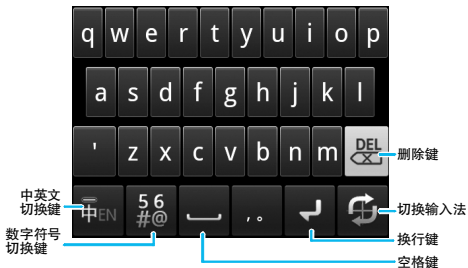 q w e r t y u i o p
a s d f g h j k l
' z x c v b n m DEL
删除键
中英文
切换键
中EN
5 6
#@
, 。
切换输入法
数字符号
切换键
换行键
空格键